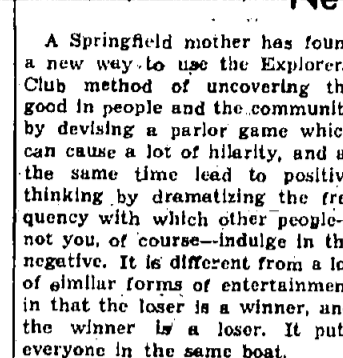 Ne
A Springfield mother has foun
a new way to use the Explorer
Club method of uncovering th
good in people and the communit
by devising a parlor game whic
can cause a lot of hilarity, and a
the same time lead to positiv
thinking by dramatizing the fre
quency with which other people-
not you, of course—indulge in th
negative. It is different from a lo
of similar forms of entertainmen
in that the loser is a winner, an
the winner is a loser. It put
everyone in the same boat.